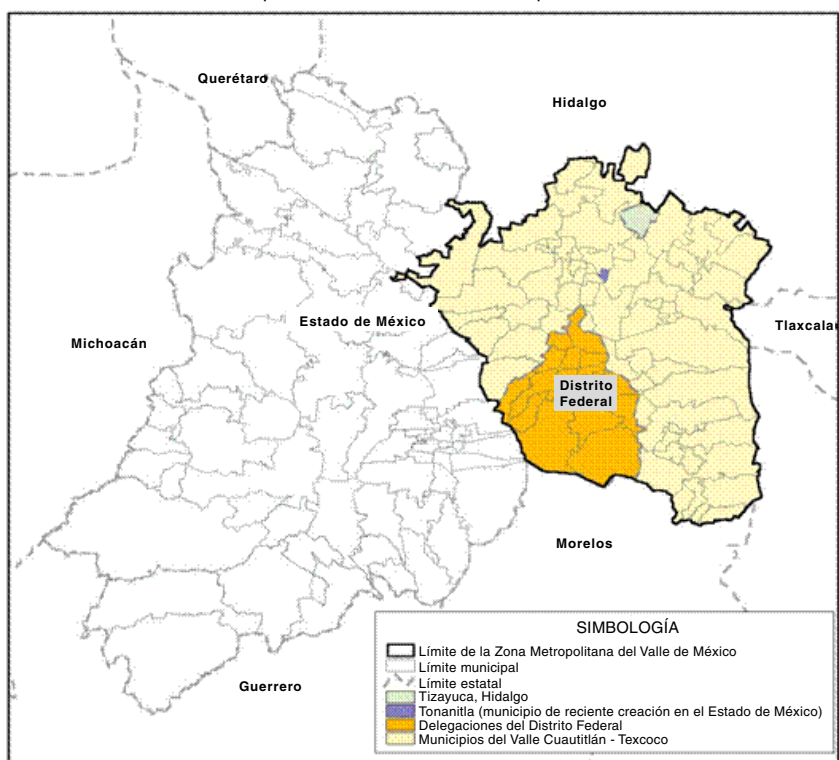 Querétaro
Hidalgo
Estado de México
Tlaxcala
Michoacán
Distrito
Federal
Morelos
Guerrero
SIMBOLOGÍA
Límite de la Zona Metropolitana del Valle de México
Límite municipal
Límite estatal
Tizayuca, Hidalgo
Tonanitla (municipio de reciente creación en el Estado de México)
Delegaciones del Distrito Federal
Municipios del Valle Cuautitlán - Texcoco